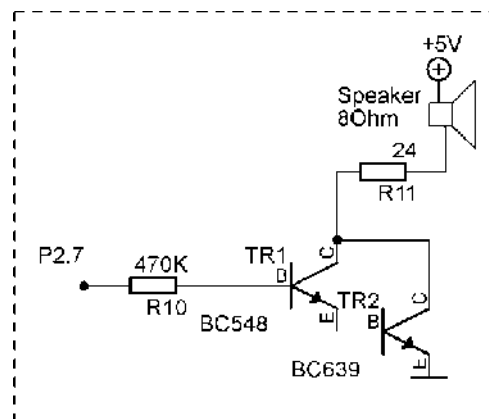 +5V
Speaker
8Ohm
24
R11
P2.7
470K
R10
TR1
B
C
E
BC548
TR2
B
C
E
BC639